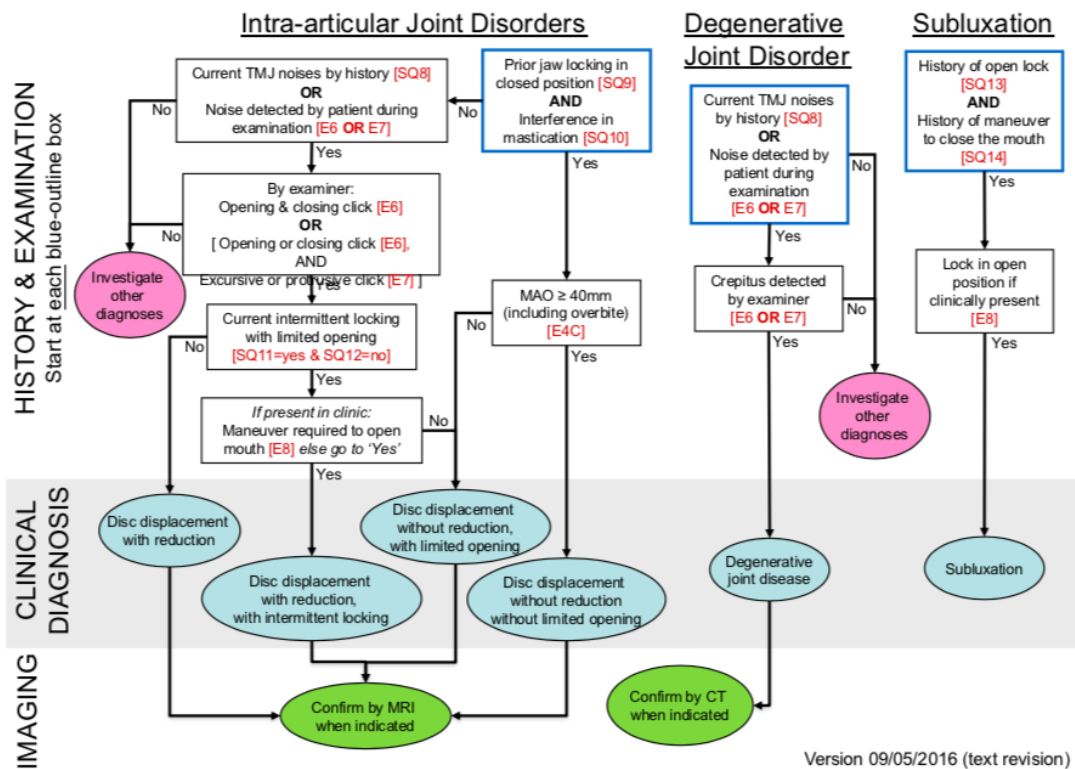 Intra-articular Joint Disorders
Degenerative
Joint Disorder
Subluxation
HISTORY & EXAMINATION
Start at each blue-outline box
Current TMJ noises by history [SQ8]
OR
Noise detected by patient during
examination [E6 OR E7]
No
Yes
Prior jaw locking in
closed position [SQ9]
AND
Interference in
mastication [SQ10]
No
Yes
By examiner:
Opening & closing click [E6]
OR
[ Opening or closing click [E6],
AND
Excursive or protrusive click [E7] ]
No
Yes
Investigate
other
diagnoses
Current intermittent locking
with limited opening
[SQ11=yes & SQ12=no]
No
Yes
MAO ≥ 40mm
(including overbite)
[E4C]
No
Yes
If present in clinic:
Maneuver required to open
mouth [E8] else go to ‘Yes’
No
Yes
Current TMJ noises
by history [SQ8]
OR
Noise detected by
patient during
examination
[E6 OR E7]
No
Yes
Crepitus detected
by examiner
[E6 OR E7]
No
Yes
Investigate
other
diagnoses
History of open lock
[SQ13]
AND
History of maneuver
to close the mouth
[SQ14]
Yes
Lock in open
position if
clinically present
[E8]
Yes
CLINICAL
DIAGNOSIS
Disc displacement
with reduction
Disc displacement
with reduction,
with intermittent locking
Disc displacement
without reduction,
with limited opening
Disc displacement
without reduction
without limited opening
Degenerative
joint disease
Subluxation
IMAGING
Confirm by MRI
when indicated
Confirm by CT
when indicated
Version 09/05/2016 (text revision)